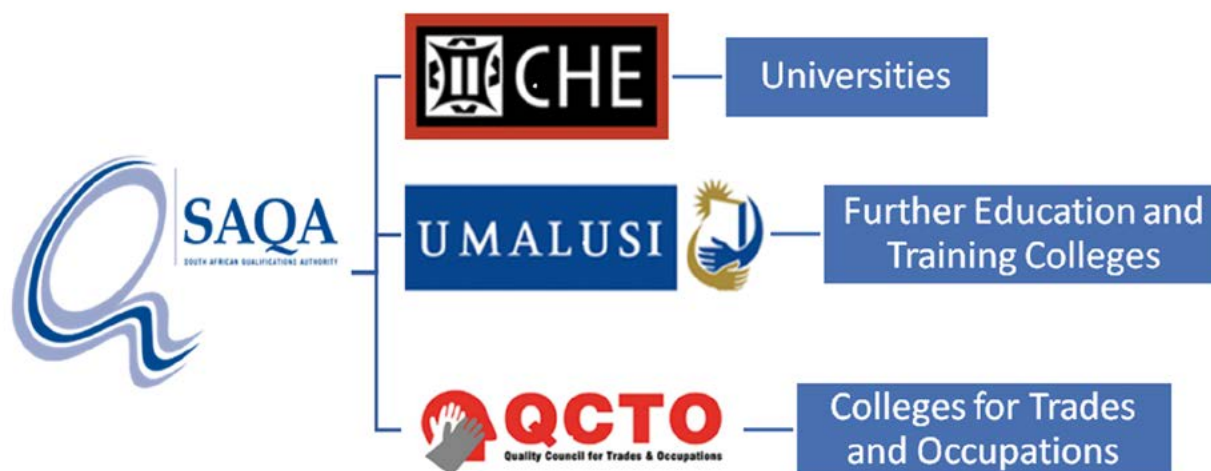 SAQA
SOUTH AFRICAN QUALIFICATIONS AUTHORITY
CHE
Universities
UMALUSI
Further Education and
Training Colleges
QCTO
Quality Council for Trades & Occupations
Colleges for Trades
and Occupations